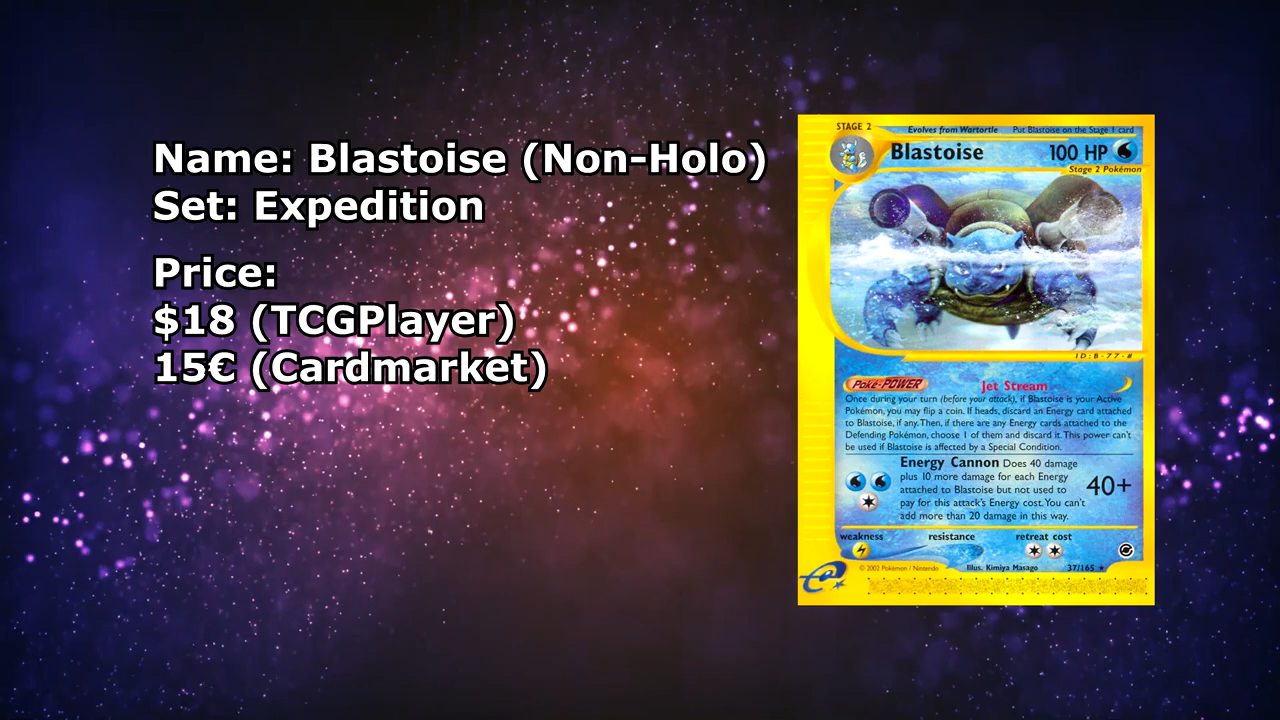 Name: Blastoise (Non-Holo)
Set: Expedition
Price:
$18 (TCGPlayer)
15€ (Cardmarket)
STAGE 2
Evolves from Wartortle
Put Blastoise on the Stage 1 card
Blastoise
100 HP
Stage 2 Pokémon
ID:B-77-#
Poké-POWER
Jet Stream
Once during your turn (before your attack), if Blastoise is your Active
Pokémon, you may flip a coin. If heads, discard an Energy card attached
to Blastoise, if any. Then, if there are any Energy cards attached to the
Defending Pokémon, choose 1 of them and discard it. This power can't
be used if Blastoise is affected by a Special Condition.
Energy Cannon Does 40 damage
plus 10 more damage for each Energy
attached to Blastoise but not used to
pay for this attack's Energy cost. You can't
add more than 20 damage in this way.
40+
weakness
resistance
retreat cost
© 2002 Pokémon / Nintendo
Illus. Kimiya Masago
37/165 ★